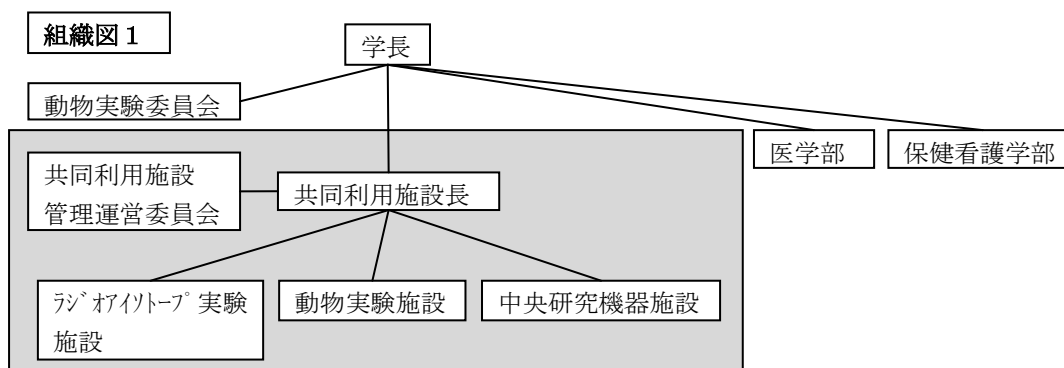 組織図1
学長
動物実験委員会
医学部
保健看護学部
共同利用施設
管理運営委員会
共同利用施設長
ﾗｼﾞｵｱｲｿﾄｰﾌﾟ実験
施設
動物実験施設
中央研究機器施設